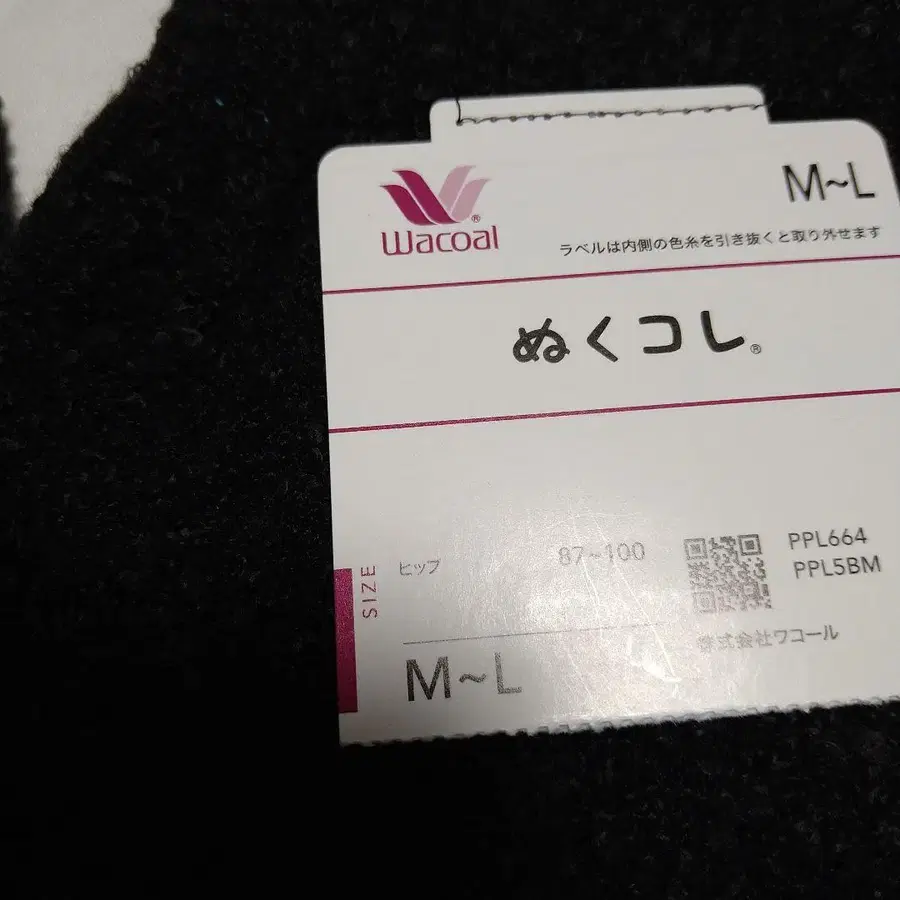 M~L
Wacoal®
ラベルは内側の色糸を引き抜くと取り外せます
ぬくコレ®
SIZE
ヒップ 87~100
M~L
PPL664
PPL5BM
株式会社ワコール